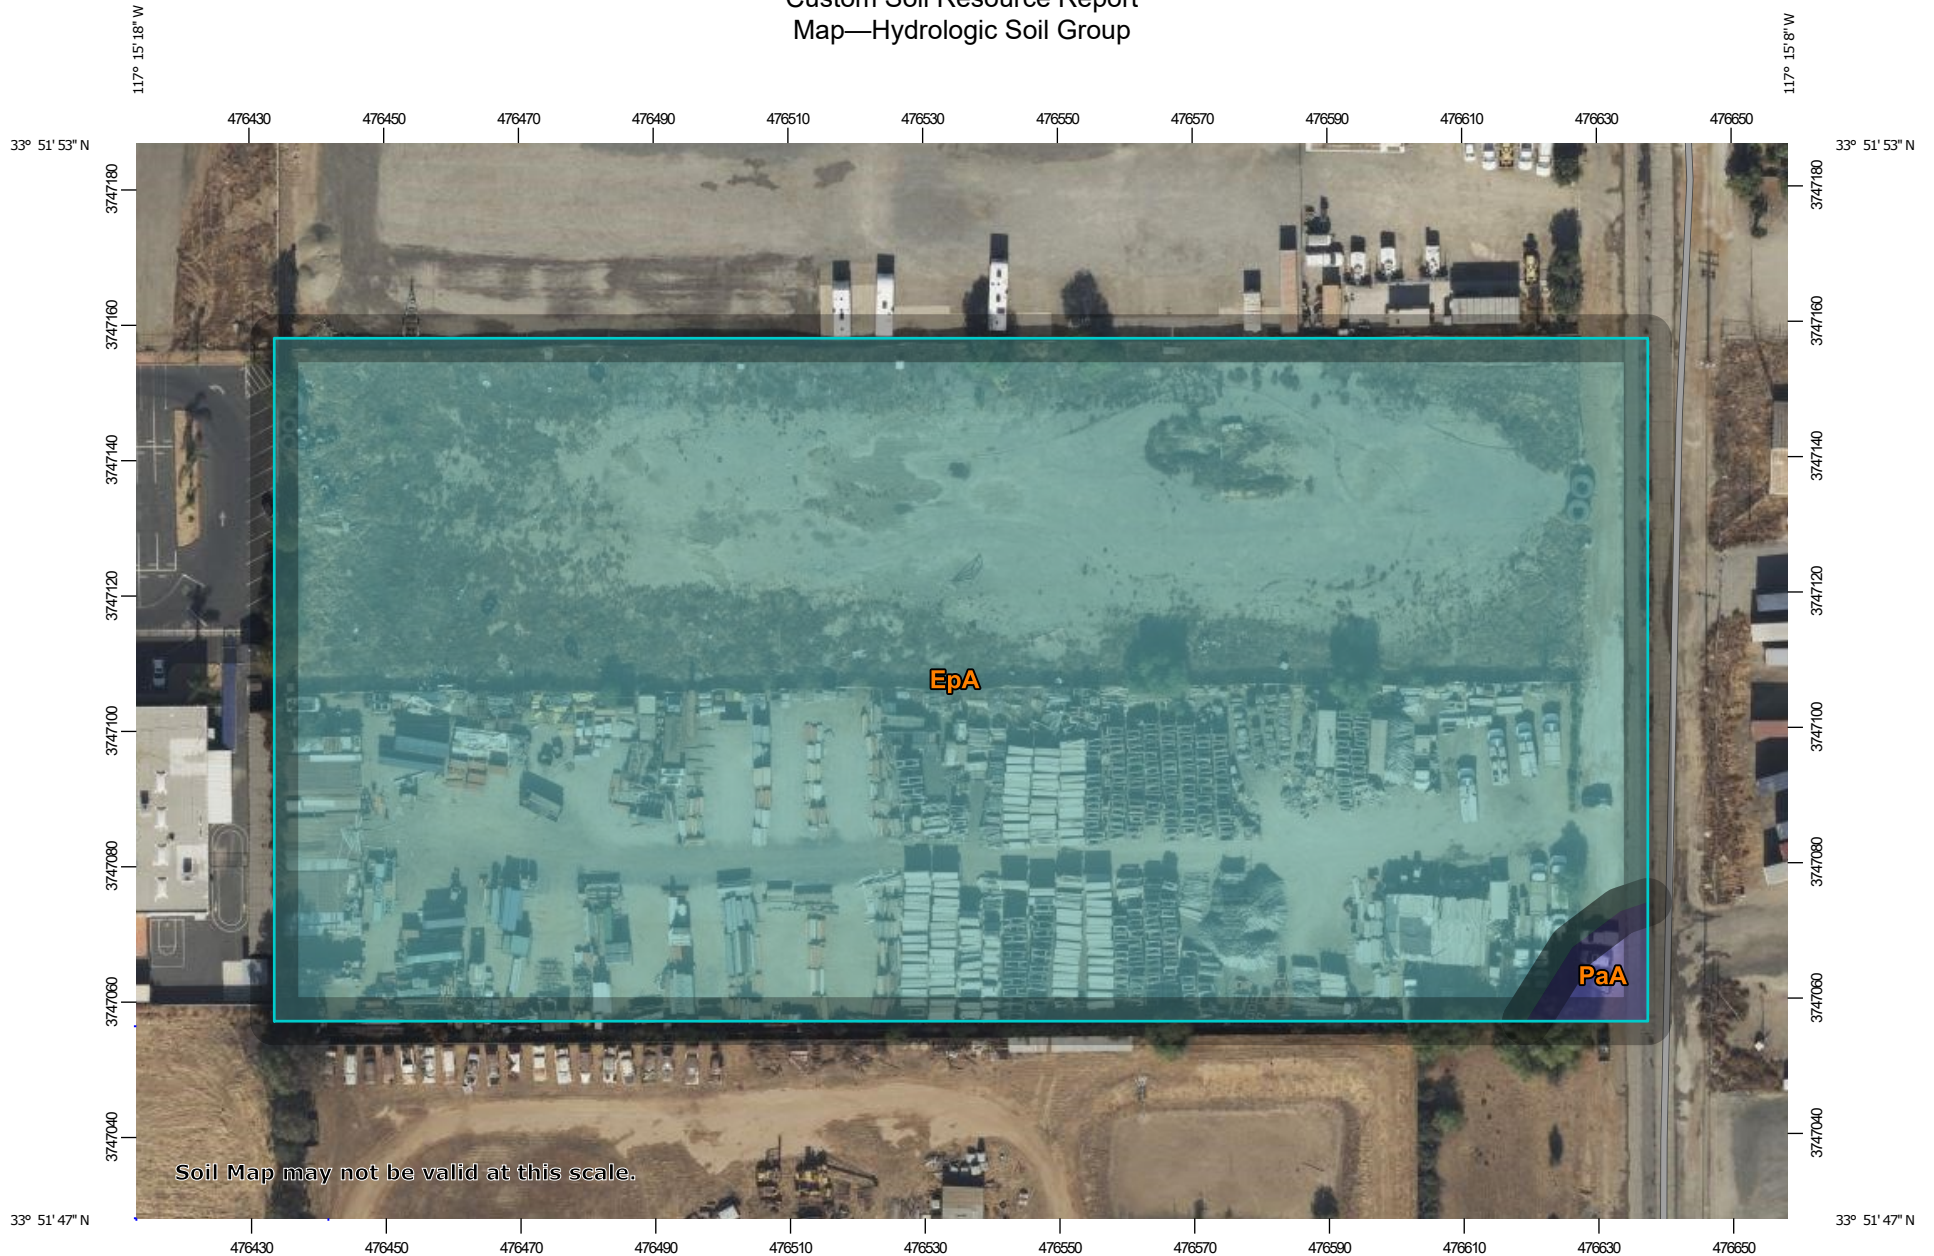 Custom Soil Resource Report
Map—Hydrologic Soil Group
117° 15' 18" W
117° 15' 8" W
476430 476450 476470 476490 476510 476530 476550 476570 476590 476610 476630 476650
33° 51' 53" N
33° 51' 53" N
3747180
3747180
3747160
3747160
3747140
3747140
3747120
3747120
EpA
3747100
3747100
3747080
3747080
PaA
3747060
3747060
3747040
3747040
Soil Map may not be valid at this scale.
33° 51' 47" N
33° 51' 47" N
476430 476450 476470 476490 476510 476530 476550 476570 476590 476610 476630 476650